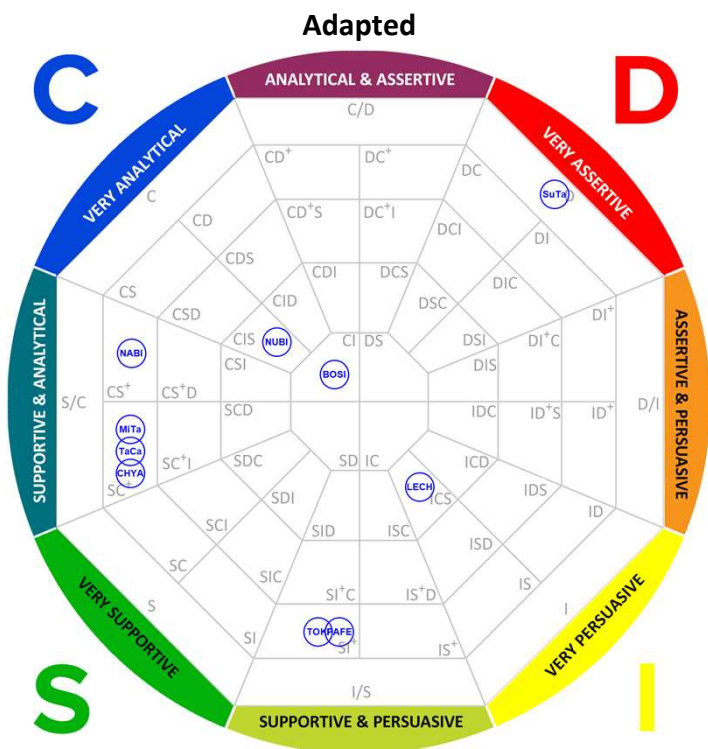 Adapted
C
ANALYTICAL & ASSERTIVE
D
C/D
VERY ANALYTICAL
VERY ASSERTIVE
CD⁺
DC⁺
DC
C
SuTa
D
CD
CD⁺S
DC⁺I
DCI
DI
CDS
CDI
DCS
DIC
CS
CID
DSC
DI⁺
CSD
CIS
NUBI
CI
DS
DSI
DI⁺C
NABI
CSI
DIS
BOSI
SUPPORTIVE & ANALYTICAL
S/C
CS⁺
CS⁺D
SCD
IDC
ID⁺S
ID⁺
D/I
ASSERTIVE & PERSUASIVE
MiTa
TaCa
CHYA
SC⁺
SC⁺I
SDC
SD
IC
ICD
LECH
ICS
SDI
IDS
ID
SCI
SID
ISC
ISD
SC
SIC
SI⁺C
IS⁺D
IS
S
I
TOKI
PAFE
SI
SI⁺
IS⁺
VERY SUPPORTIVE
VERY PERSUASIVE
I/S
S
SUPPORTIVE & PERSUASIVE
I